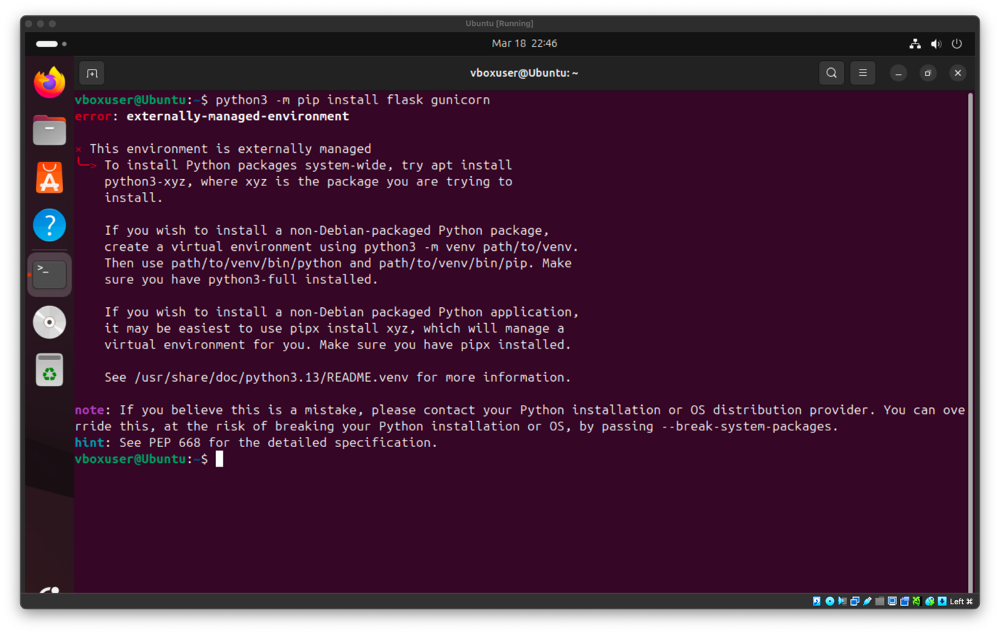 Ubuntu [Running]
Mar 18 22:46
vboxuser@Ubuntu: ~
vboxuser@Ubuntu:~$ python3 -m pip install flask gunicorn
error: externally-managed-environment
× This environment is externally managed
╰─> To install Python packages system-wide, try apt install
python3-xyz, where xyz is the package you are trying to
install.
If you wish to install a non-Debian-packaged Python package,
create a virtual environment using python3 -m venv path/to/venv.
Then use path/to/venv/bin/python and path/to/venv/bin/pip. Make
sure you have python3-full installed.
If you wish to install a non-Debian packaged Python application,
it may be easiest to use pipx install xyz, which will manage a
virtual environment for you. Make sure you have pipx installed.
See /usr/share/doc/python3.13/README.venv for more information.
note: If you believe this is a mistake, please contact your Python installation or OS distribution provider. You can ove
rride this, at the risk of breaking your Python installation or OS, by passing --break-system-packages.
hint: See PEP 668 for the detailed specification.
vboxuser@Ubuntu:~$
Left ⌘